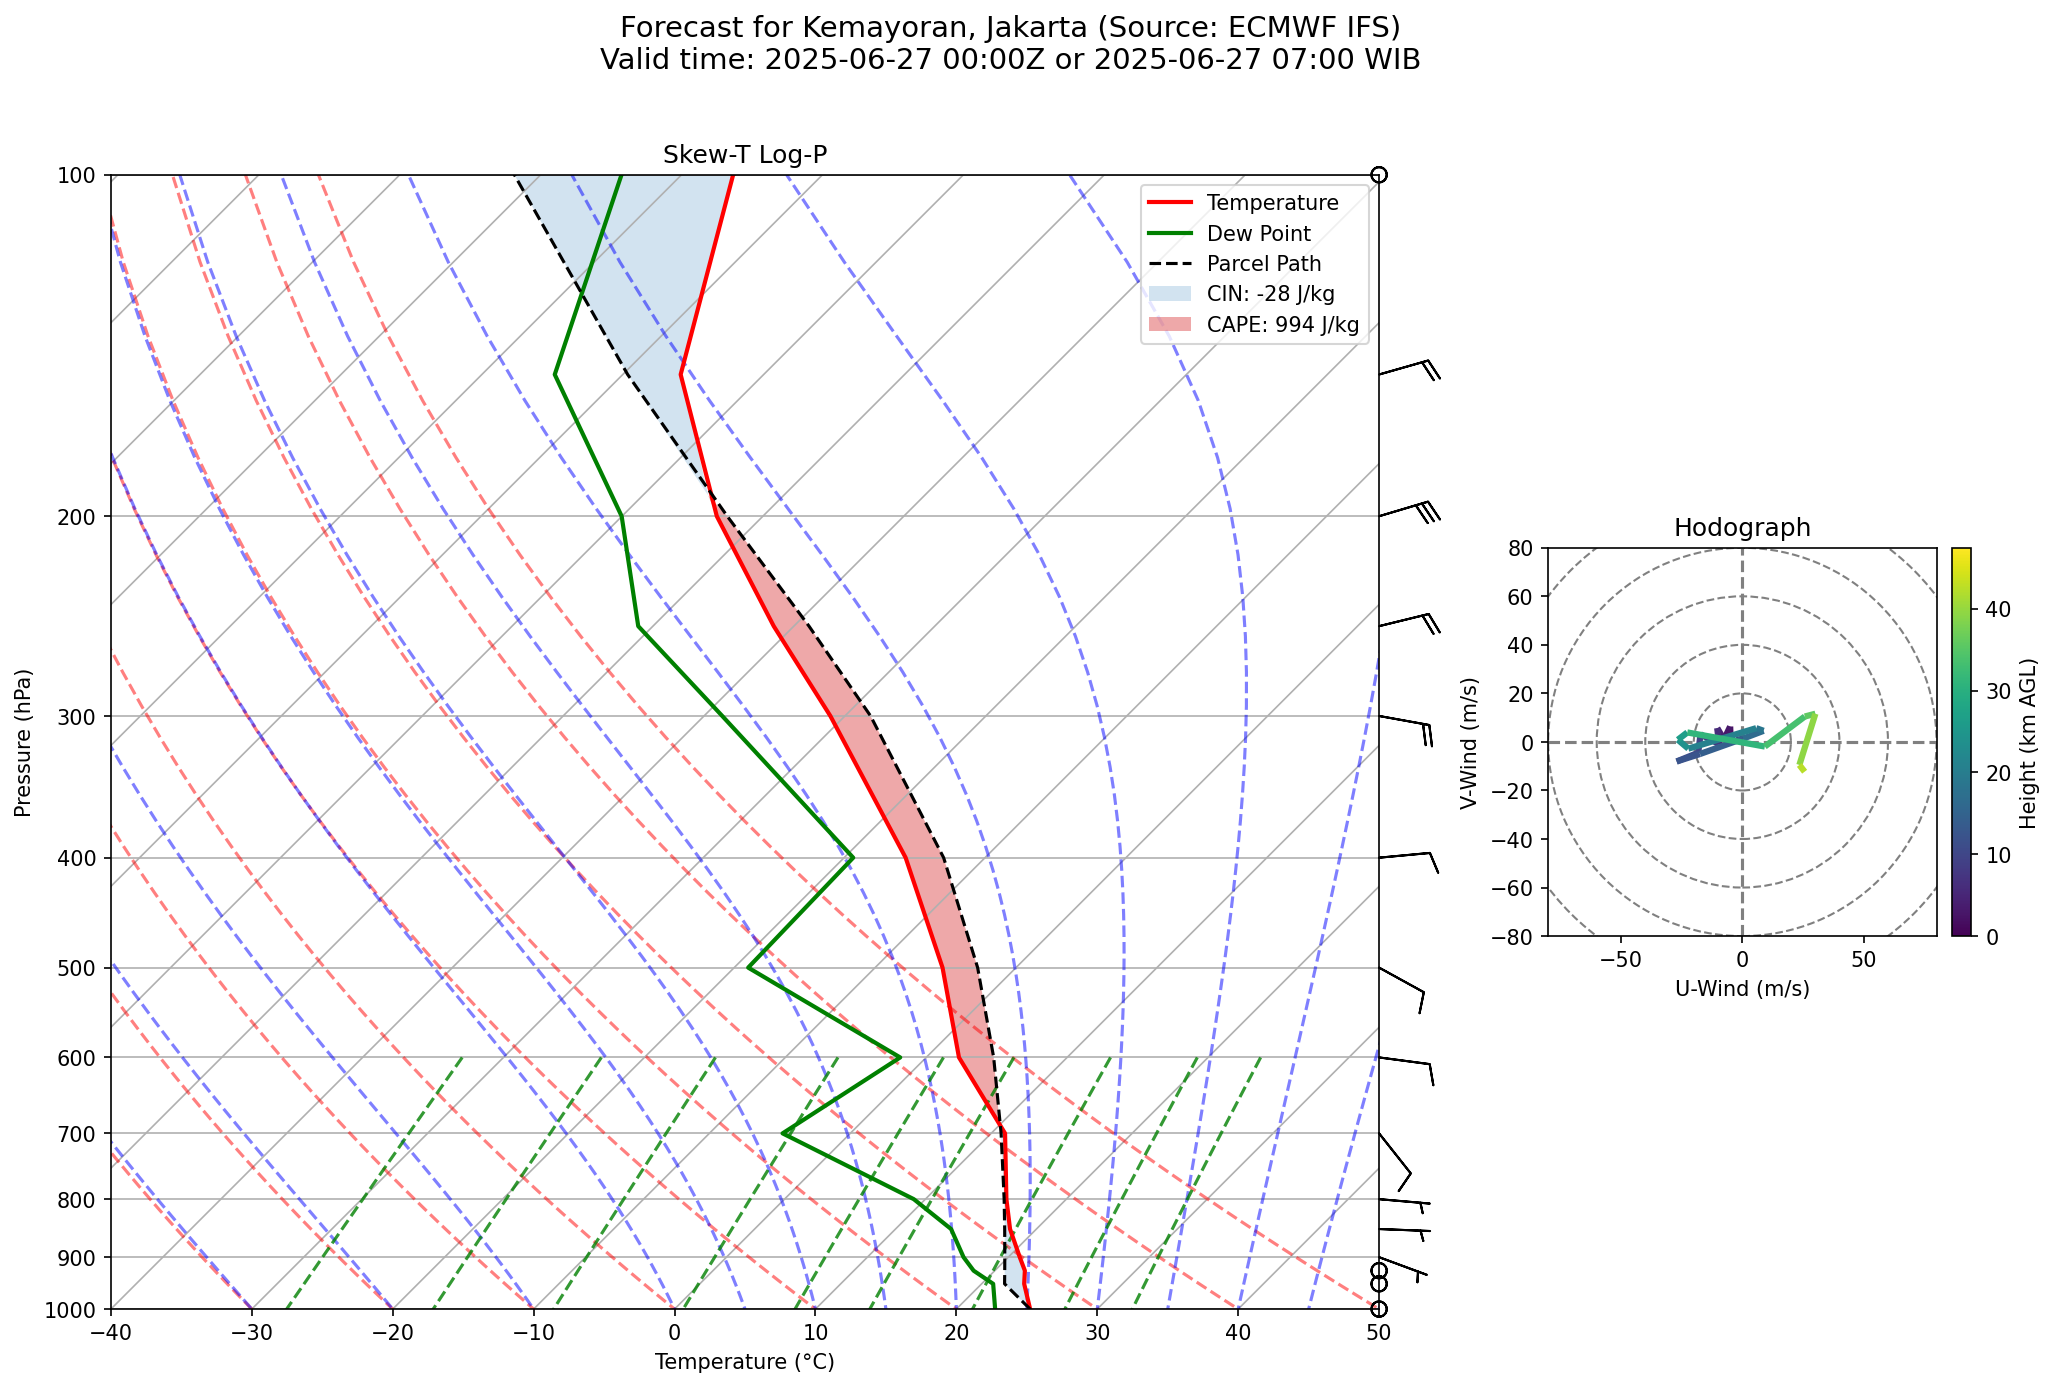 Forecast for Kemayoran, Jakarta (Source: ECMWF IFS)
Valid time: 2025-06-27 00:00Z or 2025-06-27 07:00 WIB
Skew-T Log-P
Temperature
Dew Point
Parcel Path
CIN: -28 J/kg
CAPE: 994 J/kg
100
200
300
400
500
600
700
800
900
1000
Pressure (hPa)
−40
−30
−20
−10
0
10
20
30
40
50
Temperature (°C)
Hodograph
80
60
40
20
0
−20
−40
−60
−80
V-Wind (m/s)
−50
0
50
U-Wind (m/s)
40
30
20
10
0
Height (km AGL)